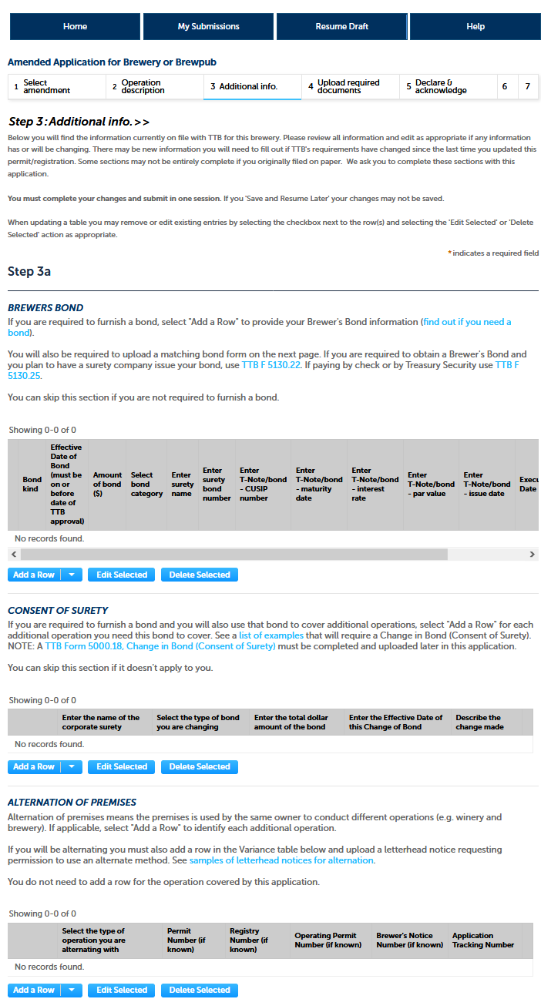 Home
My Submissions
Resume Draft
Help
Amended Application for Brewery or Brewpub
1 Select amendment
2 Operation description
3 Additional info.
4 Upload required documents
5 Declare & acknowledge
6
7
Step 3:Additional info.>>
Below you will find the information currently on file with TTB for this brewery. Please review all information and edit as appropriate if any information
has or will be changing. There may be new information you will need to fill out if TTB's requirements have changed since the last time you updated this
permit/registration. Some sections may not be entirely complete if you originally filed on paper. We ask you to complete these sections with this
application.
You must complete your changes and submit in one session. If you 'Save and Resume Later' your changes may not be saved.
When updating a table you may remove or edit existing entries by selecting the checkbox next to the row(s) and selecting the 'Edit Selected' or 'Delete
Selected' action as appropriate.
* indicates a required field
Step 3a
BREWERS BOND
If you are required to furnish a bond, select "Add a Row" to provide your Brewer's Bond information (find out if you need a
bond).
You will also be required to upload a matching bond form on the next page. If you are required to obtain a Brewer's Bond and
you plan to have a surety company issue your bond, use TTB F 5130.22. If paying by check or by Treasury Security use TTB F
5130.25.
You can skip this section if you are not required to furnish a bond.
Showing 0-0 of 0
Bond kind
Effective Date of Bond (must be on or before date of TTB approval)
Amount of bond ($)
Select bond category
Enter surety name
Enter surety bond number
Enter T-Note/bond - CUSIP number
Enter T-Note/bond - maturity date
Enter T-Note/bond - interest rate
Enter T-Note/bond - par value
Enter T-Note/bond - issue date
Execu Date
No records found.
Add a Row
Edit Selected
Delete Selected
CONSENT OF SURETY
If you are required to furnish a bond and you will also use that bond to cover additional operations, select "Add a Row" for each
additional operation you need this bond to cover. See a list of examples that will require a Change in Bond (Consent of Surety).
NOTE: A TTB Form 5000.18, Change in Bond (Consent of Surety) must be completed and uploaded later in this application.
You can skip this section if it doesn't apply to you.
Showing 0-0 of 0
Enter the name of the corporate surety
Select the type of bond you are changing
Enter the total dollar amount of the bond
Enter the Effective Date of this Change of Bond
Describe the change made
No records found.
Add a Row
Edit Selected
Delete Selected
ALTERNATION OF PREMISES
Alternation of premises means the premises is used by the same owner to conduct different operations (e.g. winery and
brewery). If applicable, select "Add a Row" to identify each additional operation.
If you will be alternating you must also add a row in the Variance table below and upload a letterhead notice requesting
permission to use an alternate method. See samples of letterhead notices for alternation.
You do not need to add a row for the operation covered by this application.
Showing 0-0 of 0
Select the type of operation you are alternating with
Permit Number (if known)
Registry Number (if known)
Operating Permit Number (if known)
Brewer's Notice Number (if known)
Application Tracking Number
No records found.
Add a Row
Edit Selected
Delete Selected